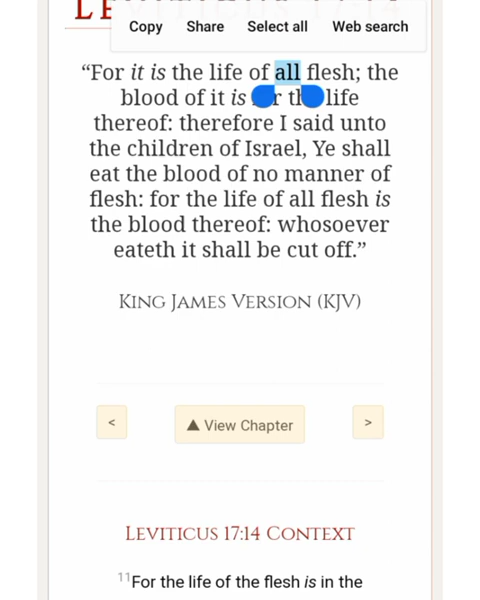 Copy Share Select all Web search
“For it is the life of all flesh; the
blood of it is the life
thereof: therefore I said unto
the children of Israel, Ye shall
eat the blood of no manner of
flesh: for the life of all flesh is
the blood thereof: whosoever
eateth it shall be cut off.”
King James Version (KJV)
<
▲ View Chapter
>
Leviticus 17:14 Context
11For the life of the flesh is in the